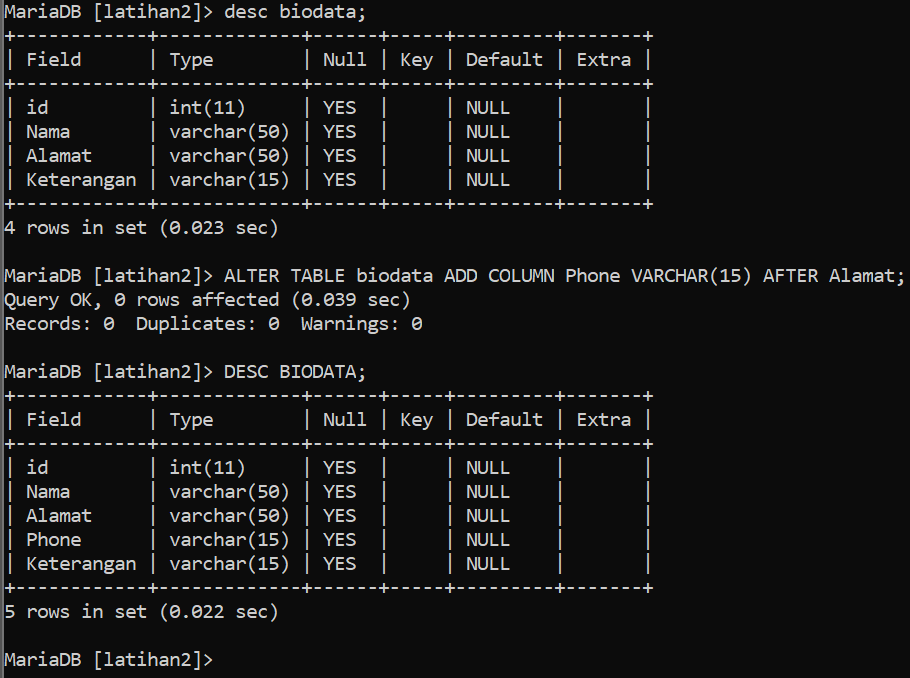 MariaDB [latihan2]> desc biodata;
+------------+-------------+------+-----+---------+-------+
| Field      | Type        | Null | Key | Default | Extra |
+------------+-------------+------+-----+---------+-------+
| id         | int(11)     | YES  |     | NULL    |       |
| Nama       | varchar(50) | YES  |     | NULL    |       |
| Alamat     | varchar(50) | YES  |     | NULL    |       |
| Keterangan | varchar(15) | YES  |     | NULL    |       |
+------------+-------------+------+-----+---------+-------+
4 rows in set (0.023 sec)

MariaDB [latihan2]> ALTER TABLE biodata ADD COLUMN Phone VARCHAR(15) AFTER Alamat;
Query OK, 0 rows affected (0.039 sec)
Records: 0  Duplicates: 0  Warnings: 0

MariaDB [latihan2]> DESC BIODATA;
+------------+-------------+------+-----+---------+-------+
| Field      | Type        | Null | Key | Default | Extra |
+------------+-------------+------+-----+---------+-------+
| id         | int(11)     | YES  |     | NULL    |       |
| Nama       | varchar(50) | YES  |     | NULL    |       |
| Alamat     | varchar(50) | YES  |     | NULL    |       |
| Phone      | varchar(15) | YES  |     | NULL    |       |
| Keterangan | varchar(15) | YES  |     | NULL    |       |
+------------+-------------+------+-----+---------+-------+
5 rows in set (0.022 sec)

MariaDB [latihan2]>